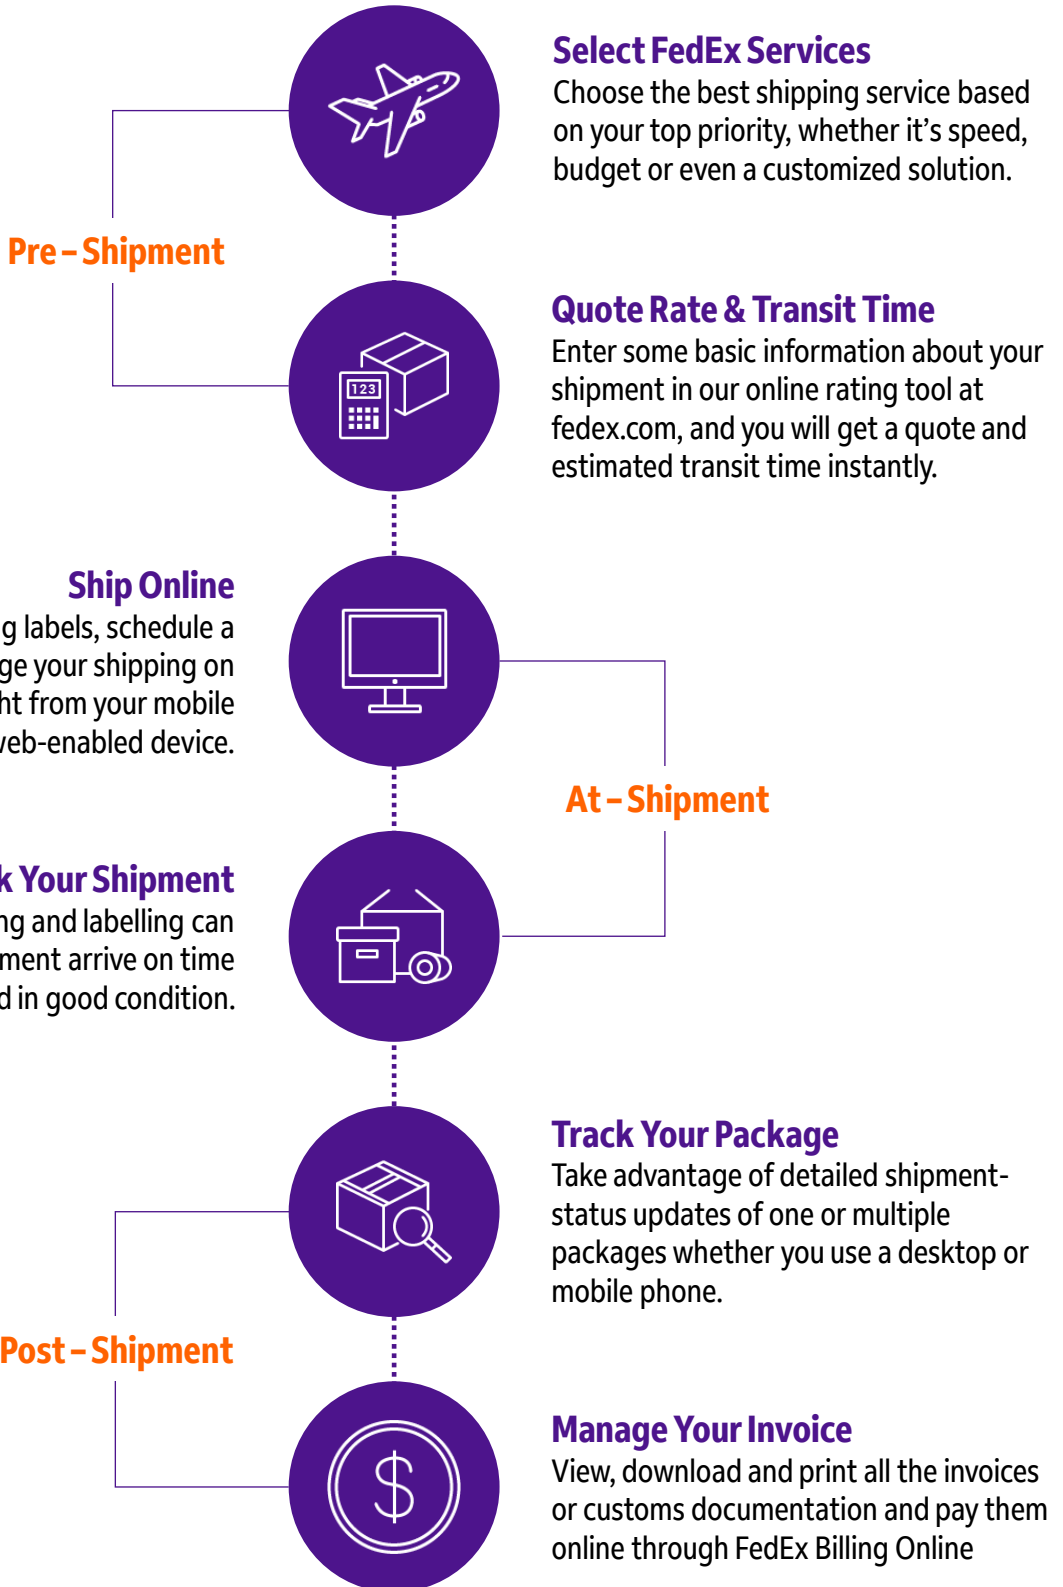 Select FedEx Services
Choose the best shipping service based
on your top priority, whether it's speed,
budget or even a customized solution.
Pre – Shipment
Quote Rate & Transit Time
Enter some basic information about your
shipment in our online rating tool at
fedex.com, and you will get a quote and
estimated transit time instantly.
123
Ship Online
labels, schedule a
your shipping on
from your mobile
web-enabled device.
At – Shipment
Your Shipment
and labelling can
arrive on time
in good condition.
Track Your Package
Take advantage of detailed shipment-
status updates of one or multiple
packages whether you use a desktop or
mobile phone.
Post – Shipment
$
Manage Your Invoice
View, download and print all the invoices
or customs documentation and pay them
online through FedEx Billing Online